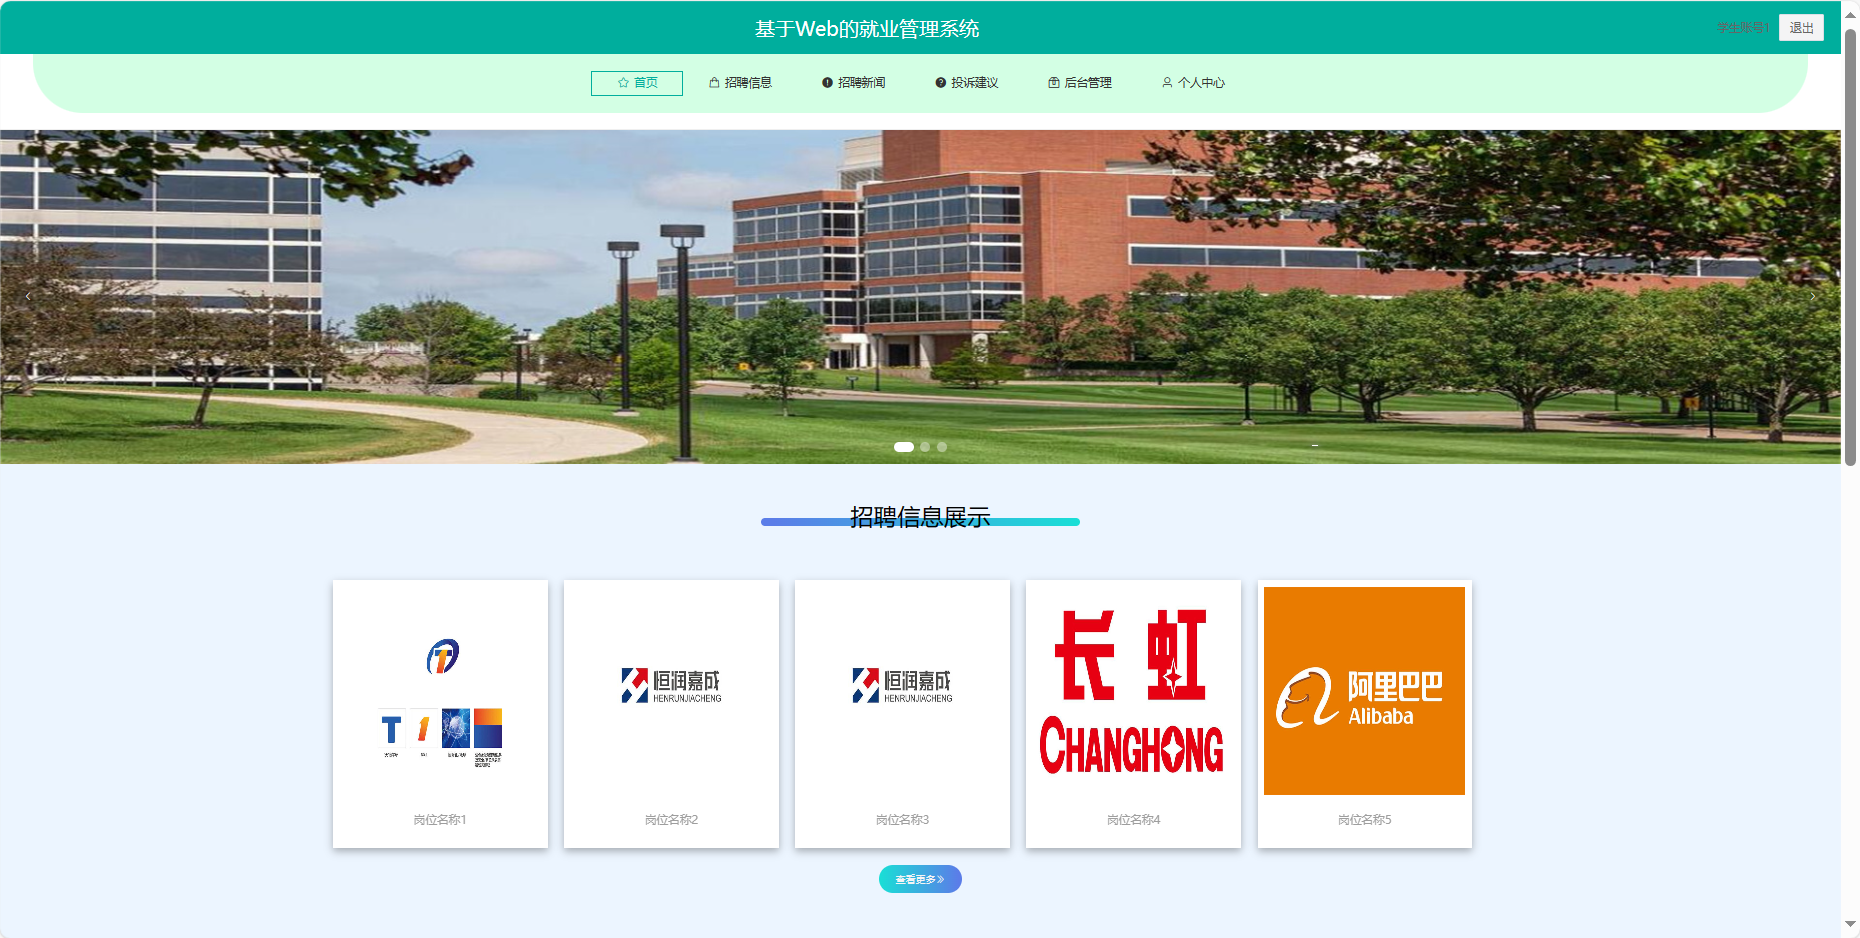 基于Web的就业管理系统
学生账号1
退出
首页
招聘信息
招聘新闻
投诉建议
后台管理
个人中心
招聘信息展示
T
T 1
恒润嘉成
HENRUNJIACHENG
恒润嘉成
HENRUNJIACHENG
长虹
CHANGHONG
阿里巴巴
Alibaba
岗位名称1
岗位名称2
岗位名称3
岗位名称4
岗位名称5
查看更多